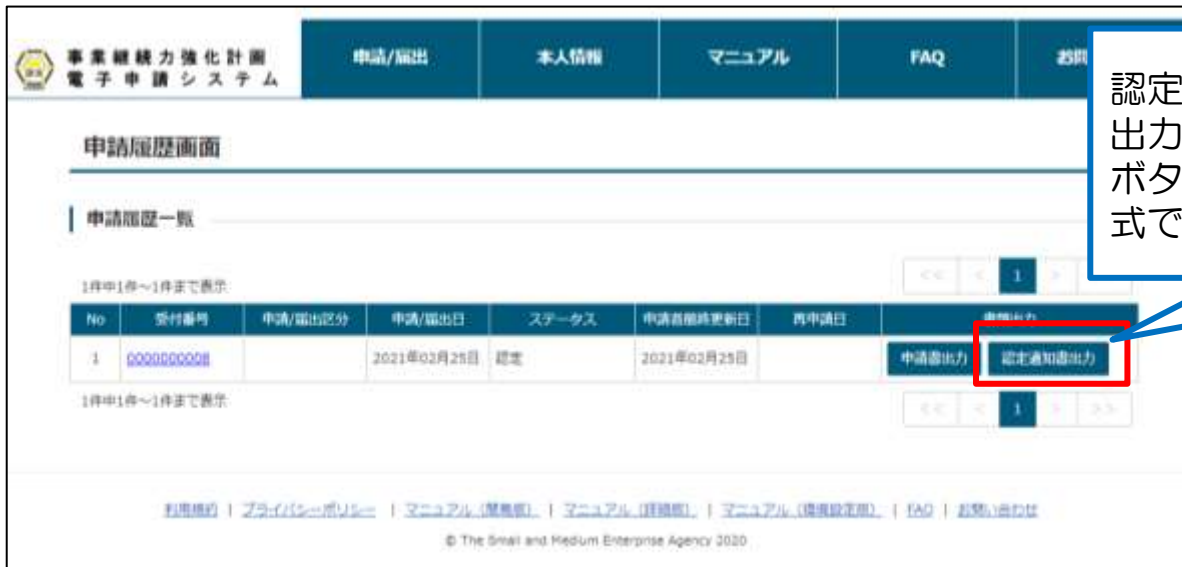 事業継続力強化計画
電子申請システム
申請/届出
本人情報
マニュアル
FAQ
お問
認定
出力
ボタ
式で
申請履歴画面
申請履歴一覧
1件中1件～1件まで表示
<< < 1 >
No 受付番号 申請/届出区分 申請/届出日 ステータス 申請書最終更新日 再申請日 書類出力
1 0000000008 2021年02月25日 認定 2021年02月25日 申請書出力 認定通知書出力
1件中1件～1件まで表示
<< < 1 > >>
利用規約 | プライバシーポリシー | マニュアル（簡易版） | マニュアル（詳細版） | マニュアル（環境設定版） | FAQ | お問い合わせ
© The Small and Medium Enterprise Agency 2020